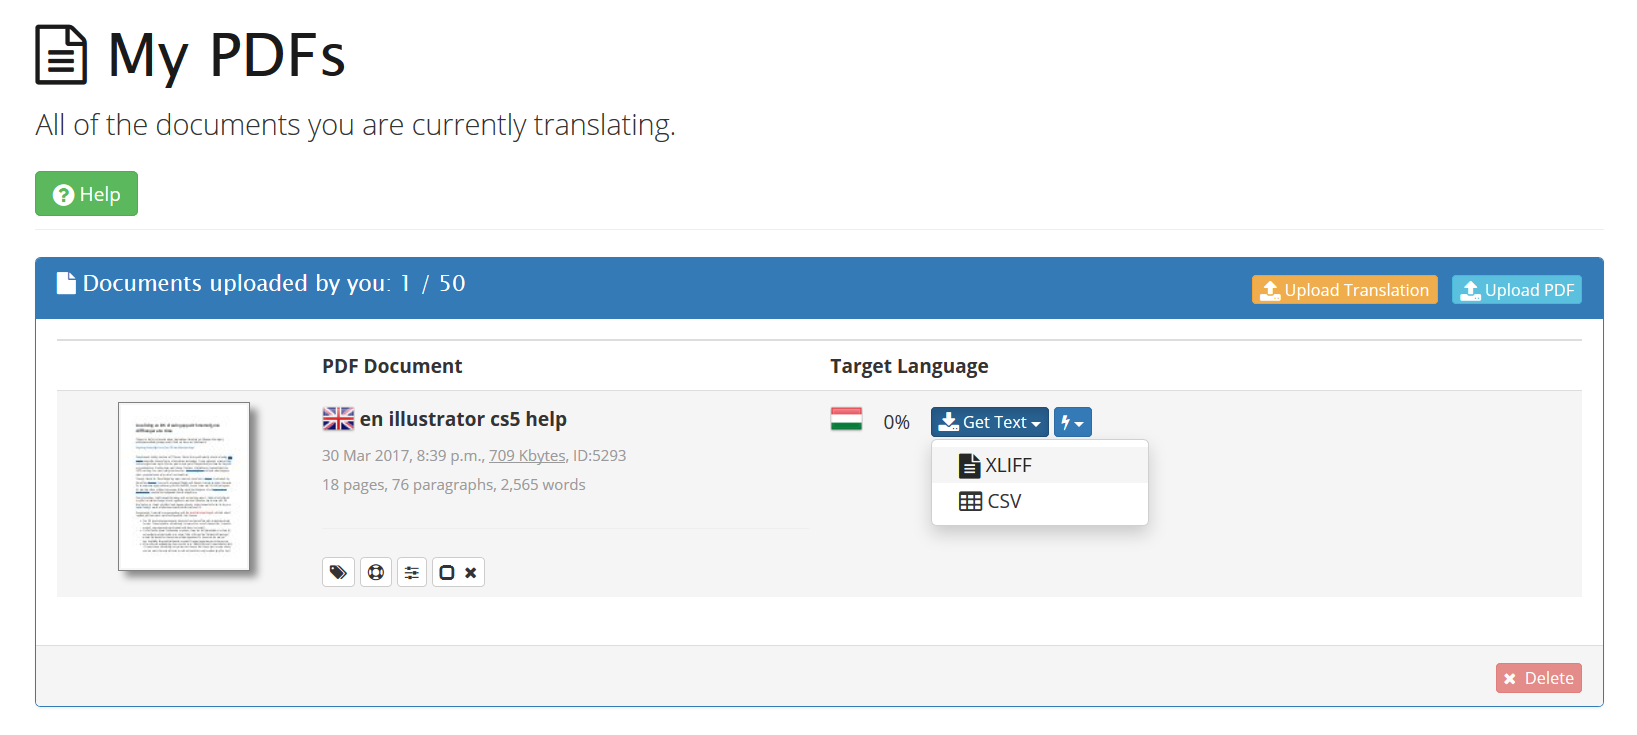 My PDFs
All of the documents you are currently translating.
Help
Documents uploaded by you: 1 / 50
Upload Translation
Upload PDF
PDF Document
Target Language
en illustrator cs5 help
0%
Get Text
30 Mar 2017, 8:39 p.m., 709 Kbytes, ID:5293
XLIFF
18 pages, 76 paragraphs, 2,565 words
CSV
Delete